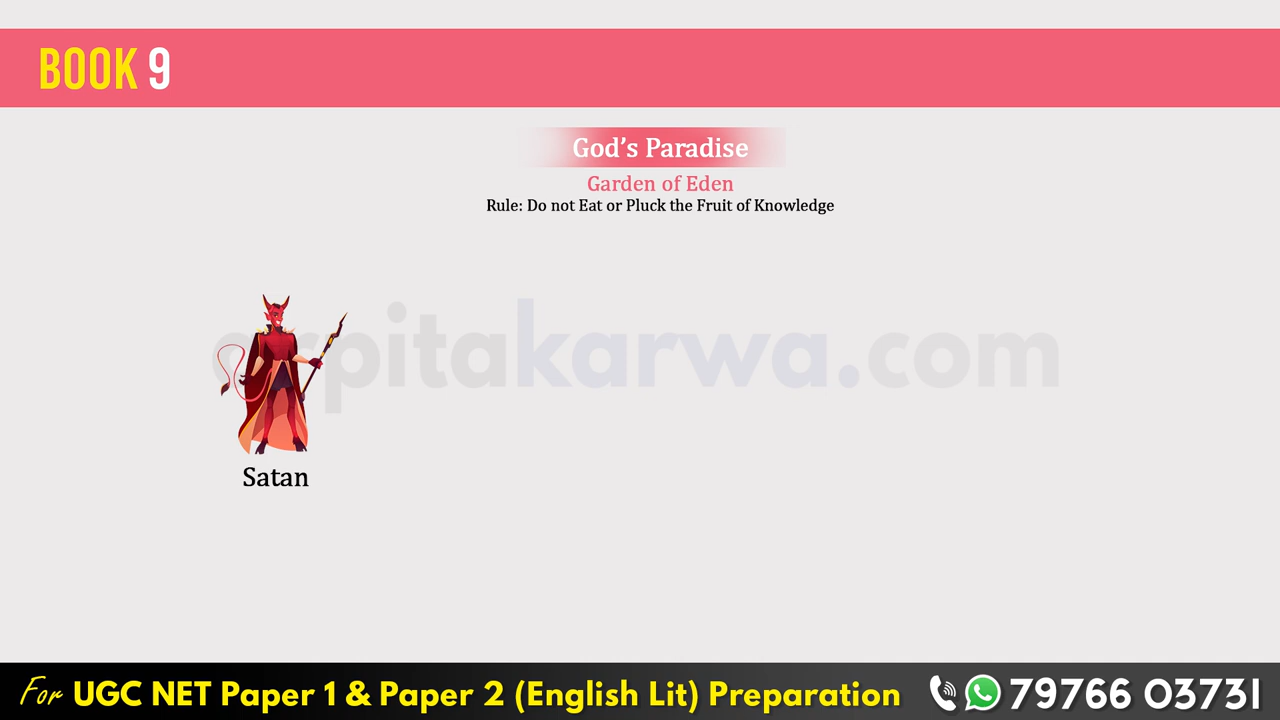 BOOK 9
God's Paradise
Garden of Eden
Rule: Do not Eat or Pluck the Fruit of Knowledge
arpitakarwa.com
Satan
For UGC NET Paper 1 & Paper 2 (English Lit) Preparation
79766 03731